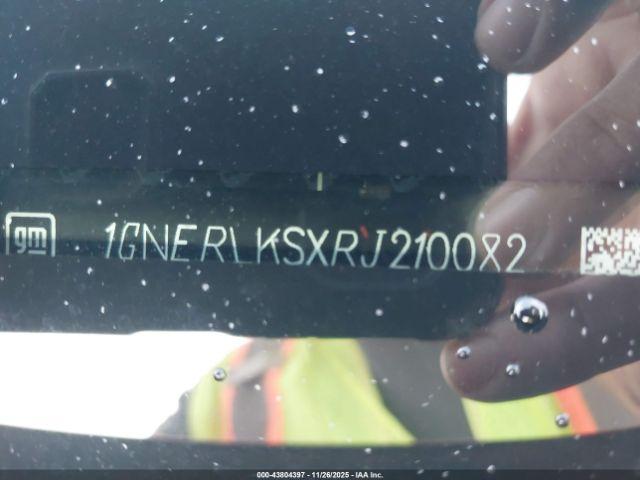 gm 1GNERLKSXRJ210082
000-43804397 - 11/26/2025 - IAA Inc.